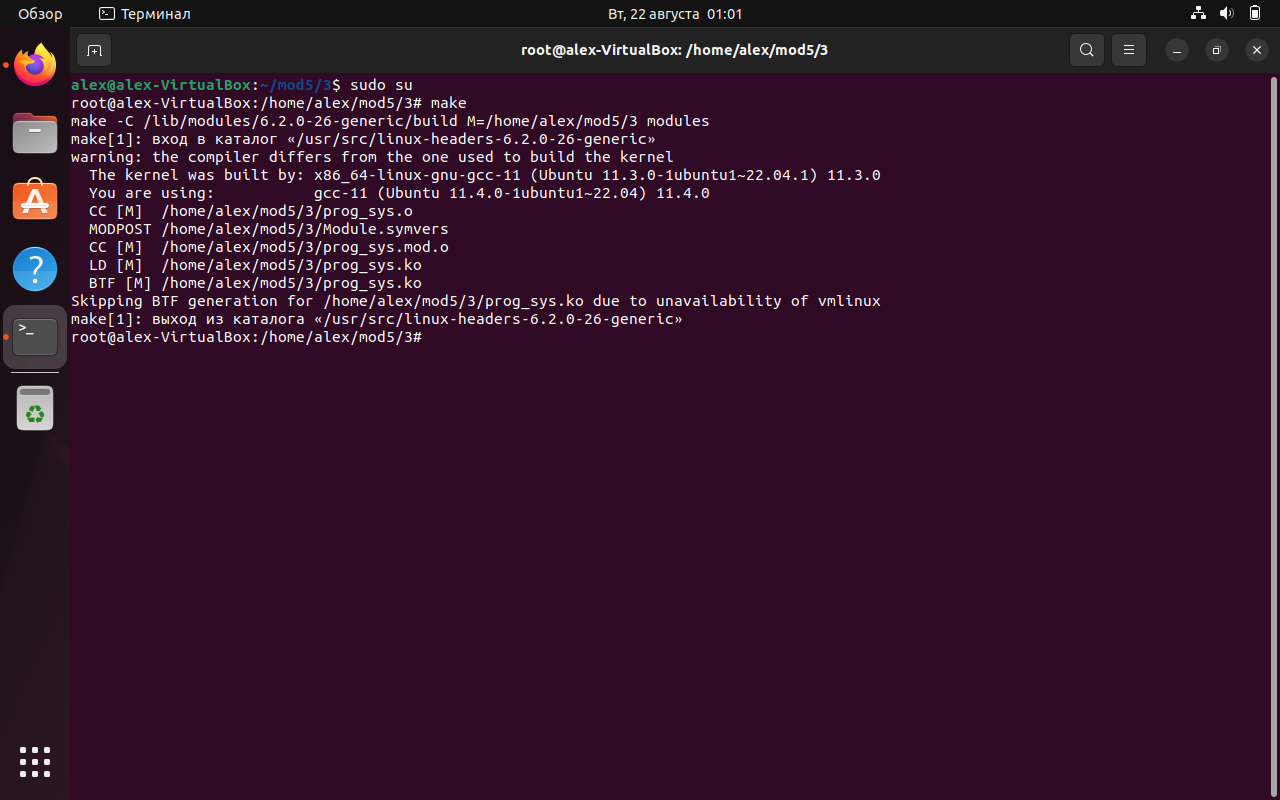 Обзор
Терминал
Вт, 22 августа 01:01
root@alex-VirtualBox: /home/alex/mod5/3
alex@alex-VirtualBox:~/mod5/3$ sudo su
root@alex-VirtualBox:/home/alex/mod5/3# make
make -C /lib/modules/6.2.0-26-generic/build M=/home/alex/mod5/3 modules
make[1]: вход в каталог «/usr/src/linux-headers-6.2.0-26-generic»
warning: the compiler differs from the one used to build the kernel
  The kernel was built by: x86_64-linux-gnu-gcc-11 (Ubuntu 11.3.0-1ubuntu1~22.04.1) 11.3.0
  You are using:           gcc-11 (Ubuntu 11.4.0-1ubuntu1~22.04) 11.4.0
  CC [M]  /home/alex/mod5/3/prog_sys.o
  MODPOST /home/alex/mod5/3/Module.symvers
  CC [M]  /home/alex/mod5/3/prog_sys.mod.o
  LD [M]  /home/alex/mod5/3/prog_sys.ko
  BTF [M] /home/alex/mod5/3/prog_sys.ko
Skipping BTF generation for /home/alex/mod5/3/prog_sys.ko due to unavailability of vmlinux
make[1]: выход из каталога «/usr/src/linux-headers-6.2.0-26-generic»
root@alex-VirtualBox:/home/alex/mod5/3#